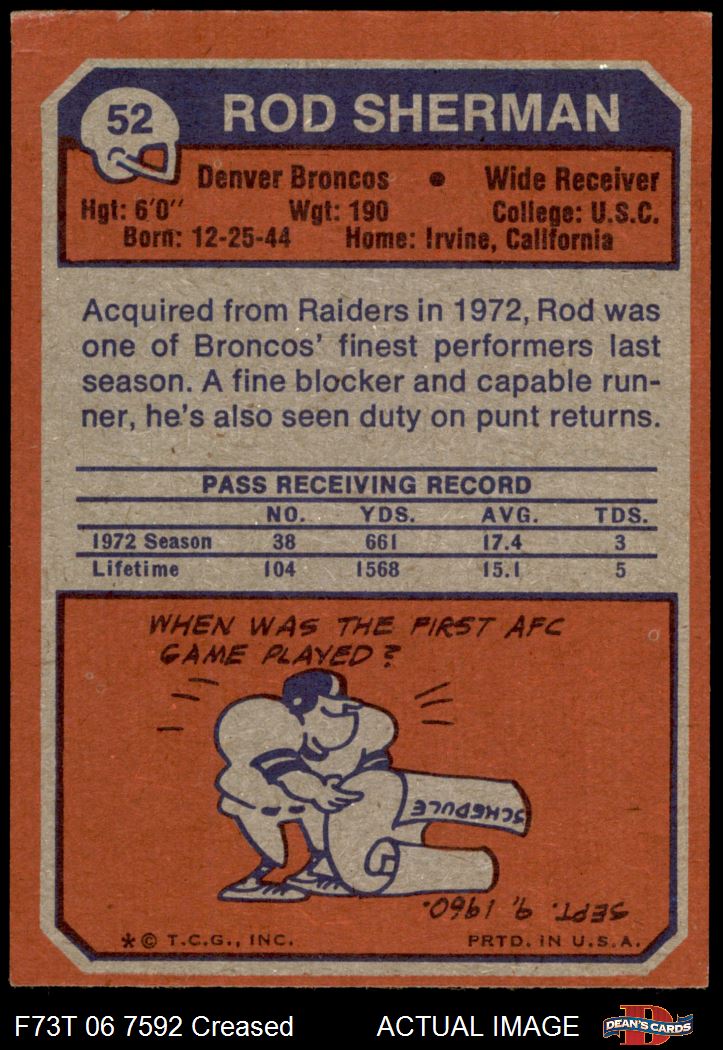 52
ROD SHERMAN
Denver Broncos • Wide Receiver
Hgt: 6'0" Wgt: 190 College: U.S.C.
Born: 12-25-44 Home: Irvine, California
Acquired from Raiders in 1972, Rod was
one of Broncos' finest performers last
season. A fine blocker and capable run-
ner, he's also seen duty on punt returns.
PASS RECEIVING RECORD
NO. YDS. AVG. TDS.
1972 Season 38 661 17.4 3
Lifetime 104 1568 15.1 5
WHEN WAS THE FIRST AFC
GAME PLAYED?
SCHEDULE
SEPT. 9, 1960.
* © T.C.G., INC. PRTD. IN U.S.A.
F73T 06 7592 Creased ACTUAL IMAGE
D
DEAN'S CARDS